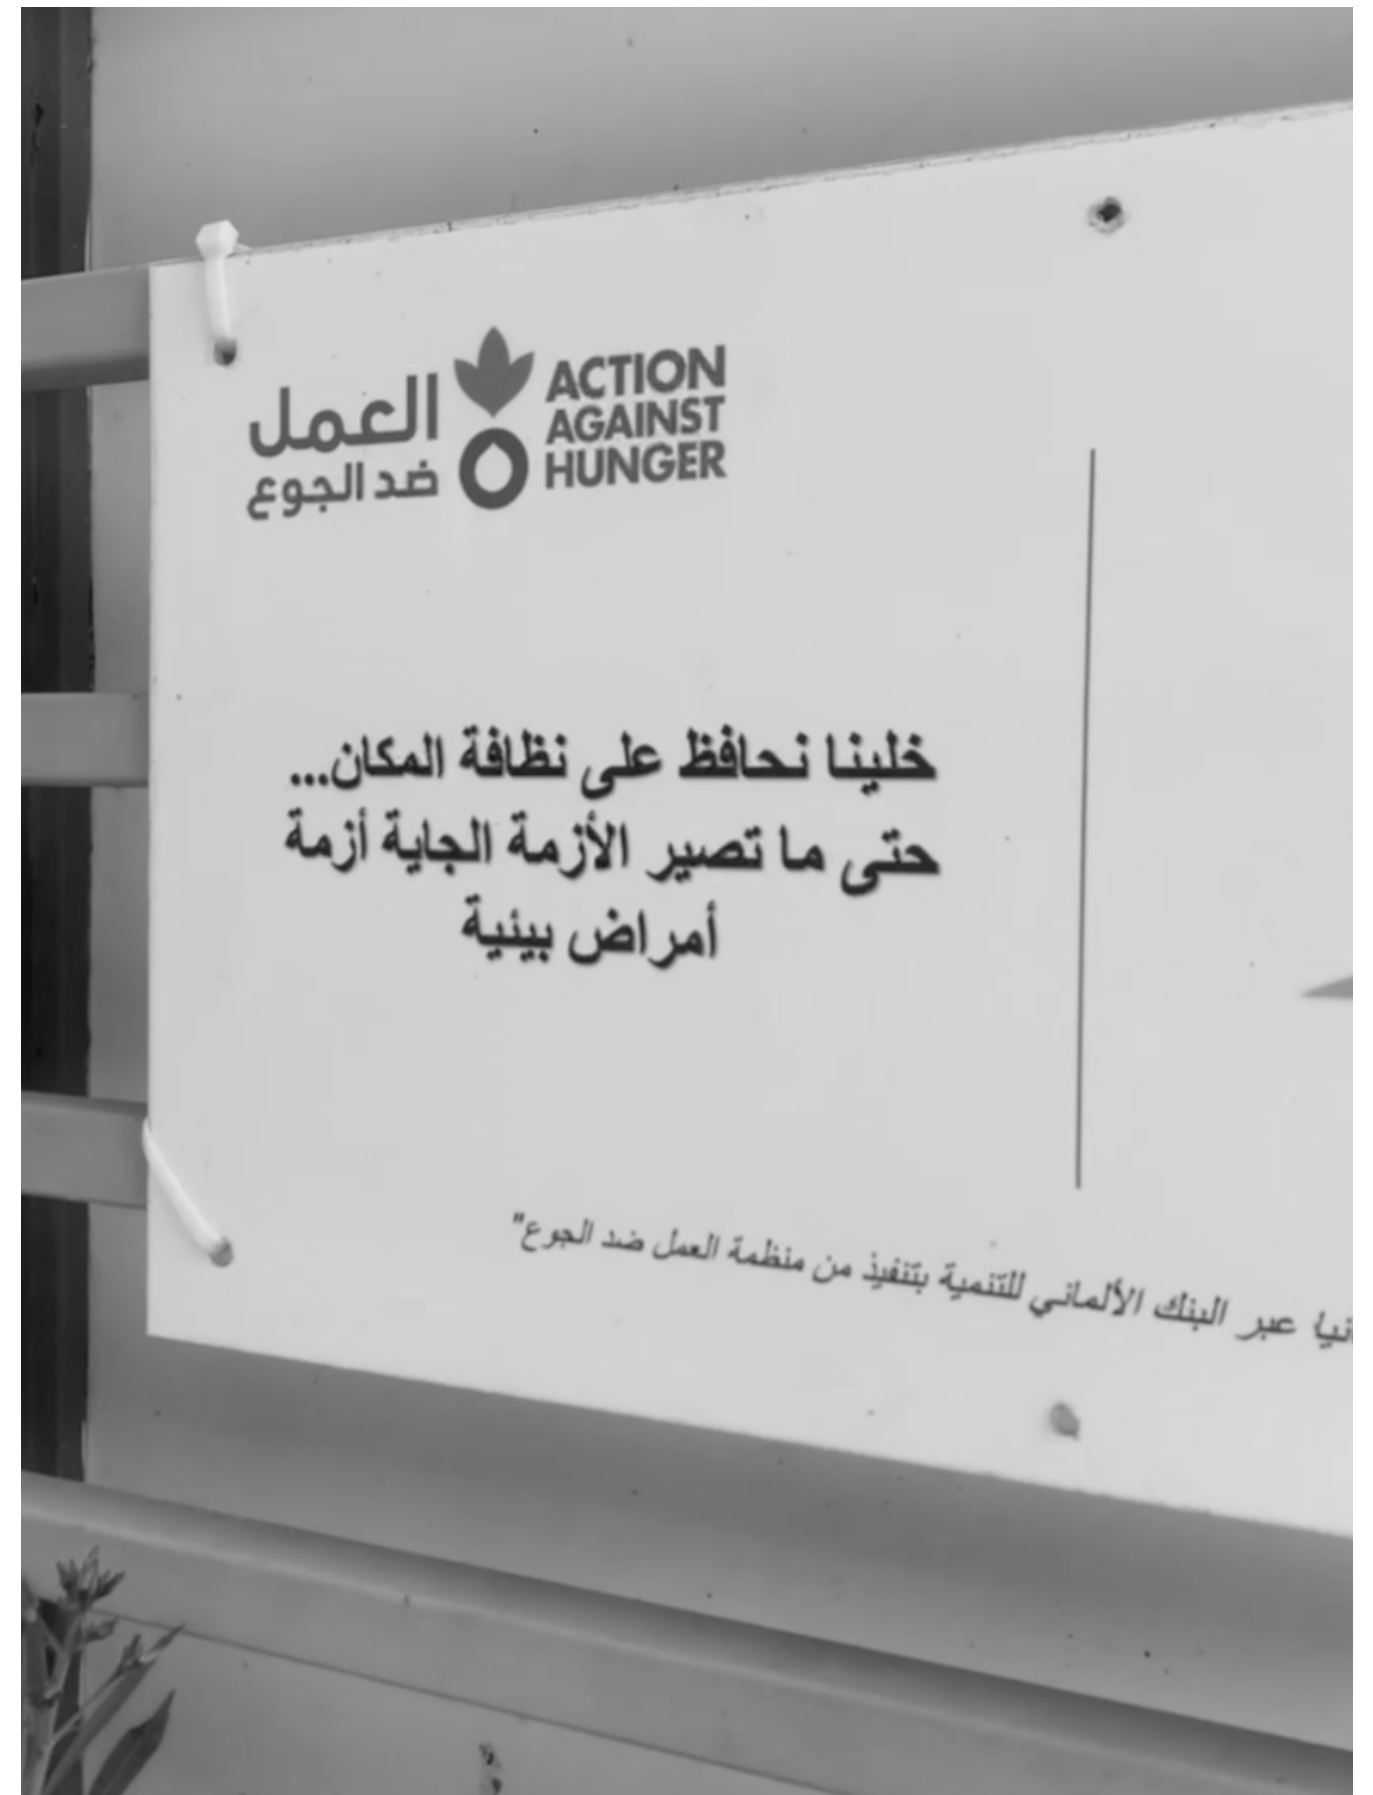 العمل
ضد الجوع
ACTION
AGAINST
HUNGER
خلينا نحافظ على نظافة المكان...
حتى ما تصير الأزمة الجاية أزمة
أمراض بيئية
عبر البنك الألماني للتنمية بتنفيذ من منظمة العمل ضد الجوع"